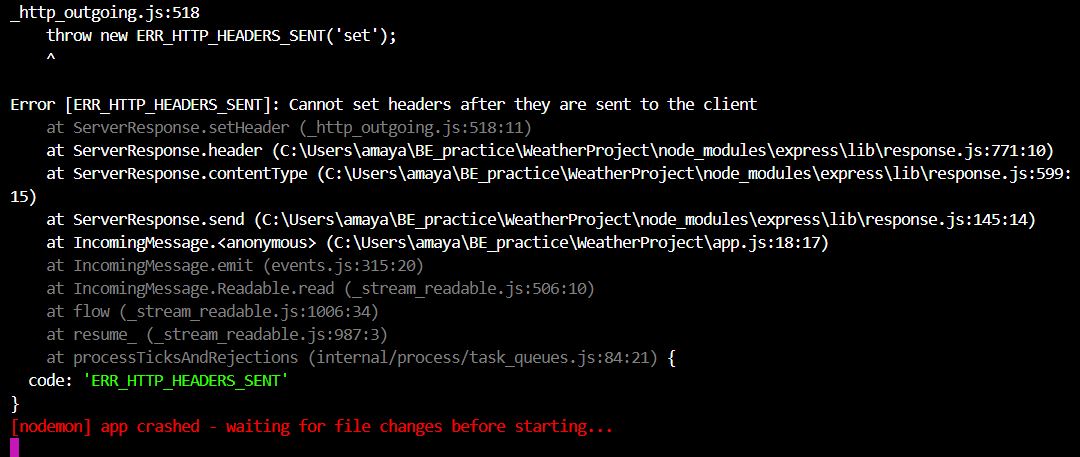 _http_outgoing.js:518
    throw new ERR_HTTP_HEADERS_SENT('set');
    ^

Error [ERR_HTTP_HEADERS_SENT]: Cannot set headers after they are sent to the client
    at ServerResponse.setHeader (_http_outgoing.js:518:11)
    at ServerResponse.header (C:\Users\amaya\BE_practice\WeatherProject\node_modules\express\lib\response.js:771:10)
    at ServerResponse.contentType (C:\Users\amaya\BE_practice\WeatherProject\node_modules\express\lib\response.js:599:
15)
    at ServerResponse.send (C:\Users\amaya\BE_practice\WeatherProject\node_modules\express\lib\response.js:145:14)
    at IncomingMessage.<anonymous> (C:\Users\amaya\BE_practice\WeatherProject\app.js:18:17)
    at IncomingMessage.emit (events.js:315:20)
    at IncomingMessage.Readable.read (_stream_readable.js:506:10)
    at flow (_stream_readable.js:1006:34)
    at resume_ (_stream_readable.js:987:3)
    at processTicksAndRejections (internal/process/task_queues.js:84:21) {
  code: 'ERR_HTTP_HEADERS_SENT'
}
[nodemon] app crashed - waiting for file changes before starting...